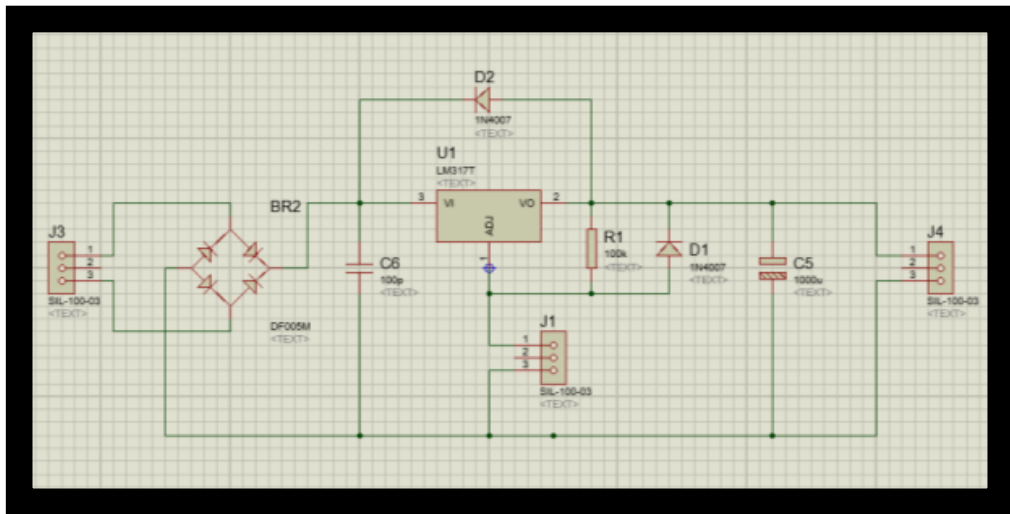 D2
1N4007
<TEXT>
U1
LM317T
<TEXT>
3 VI VO 2
ADJ
1
BR2
DF005M
<TEXT>
J3
1
2
3
SIL-100-03
<TEXT>
C6
100p
<TEXT>
R1
100k
<TEXT>
D1
1N4007
<TEXT>
C5
1000u
<TEXT>
J4
1
2
3
SIL-100-03
<TEXT>
J1
1
2
3
SIL-100-03
<TEXT>